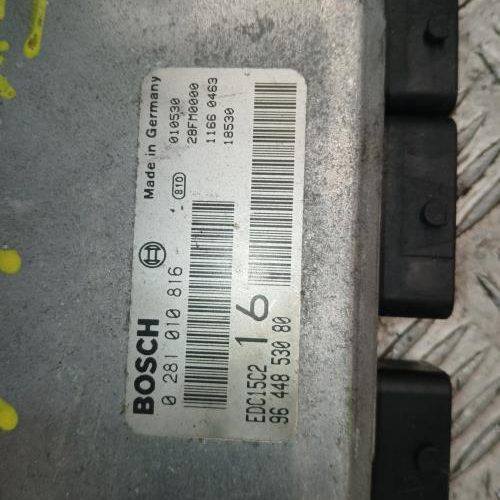 BOSCH
0 281 010 816
810
Made in Germany
010530
28FM0000
1166 0463
18530
EDC15C2 16
96 448 530 80